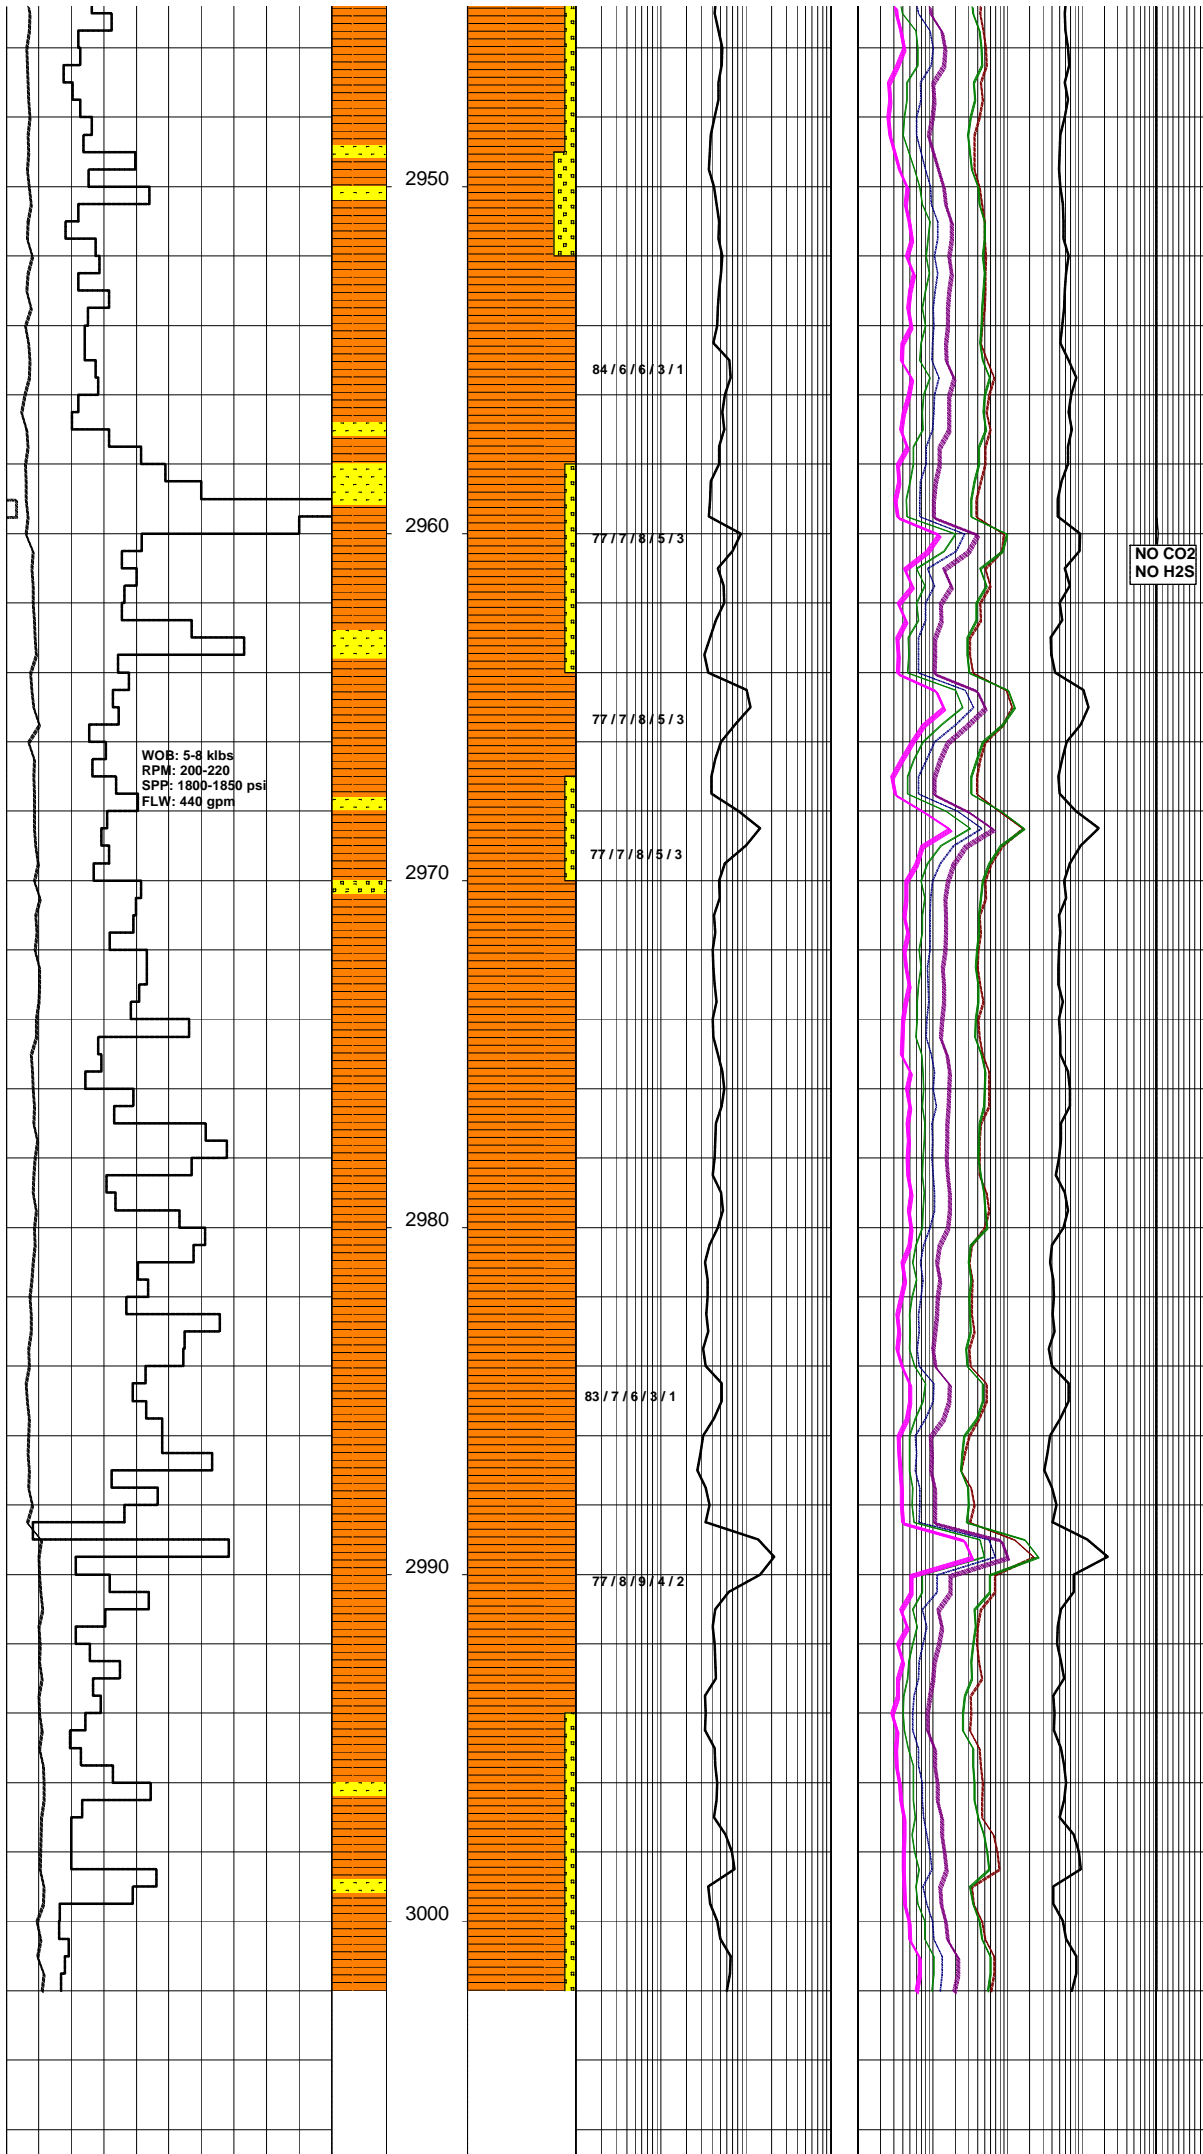 2950
84 / 6 / 6 / 3 / 1
2960
77 / 7 / 8 / 5 / 3
NO CO2
NO H2S
77 / 7 / 8 / 5 / 3
WOB: 5-8 klbs
RPM: 200-220
SPP: 1800-1850 psi
FLW: 440 gpm
77 / 7 / 8 / 5 / 3
2970
2980
83 / 7 / 6 / 3 / 1
2990
77 / 8 / 9 / 4 / 2
3000